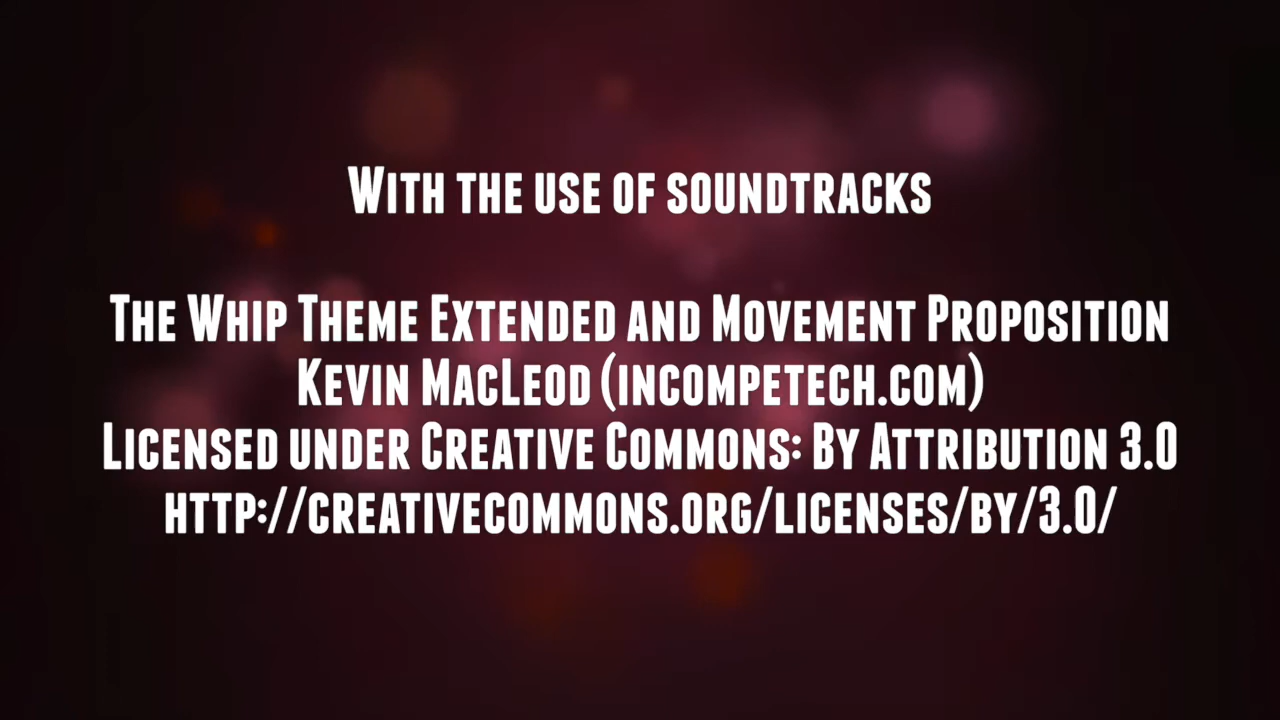 With the use of soundtracks
The Whip Theme Extended and Movement Proposition
Kevin MacLeod (incompetech.com)
Licensed under Creative Commons: By Attribution 3.0
http://creativecommons.org/licenses/by/3.0/